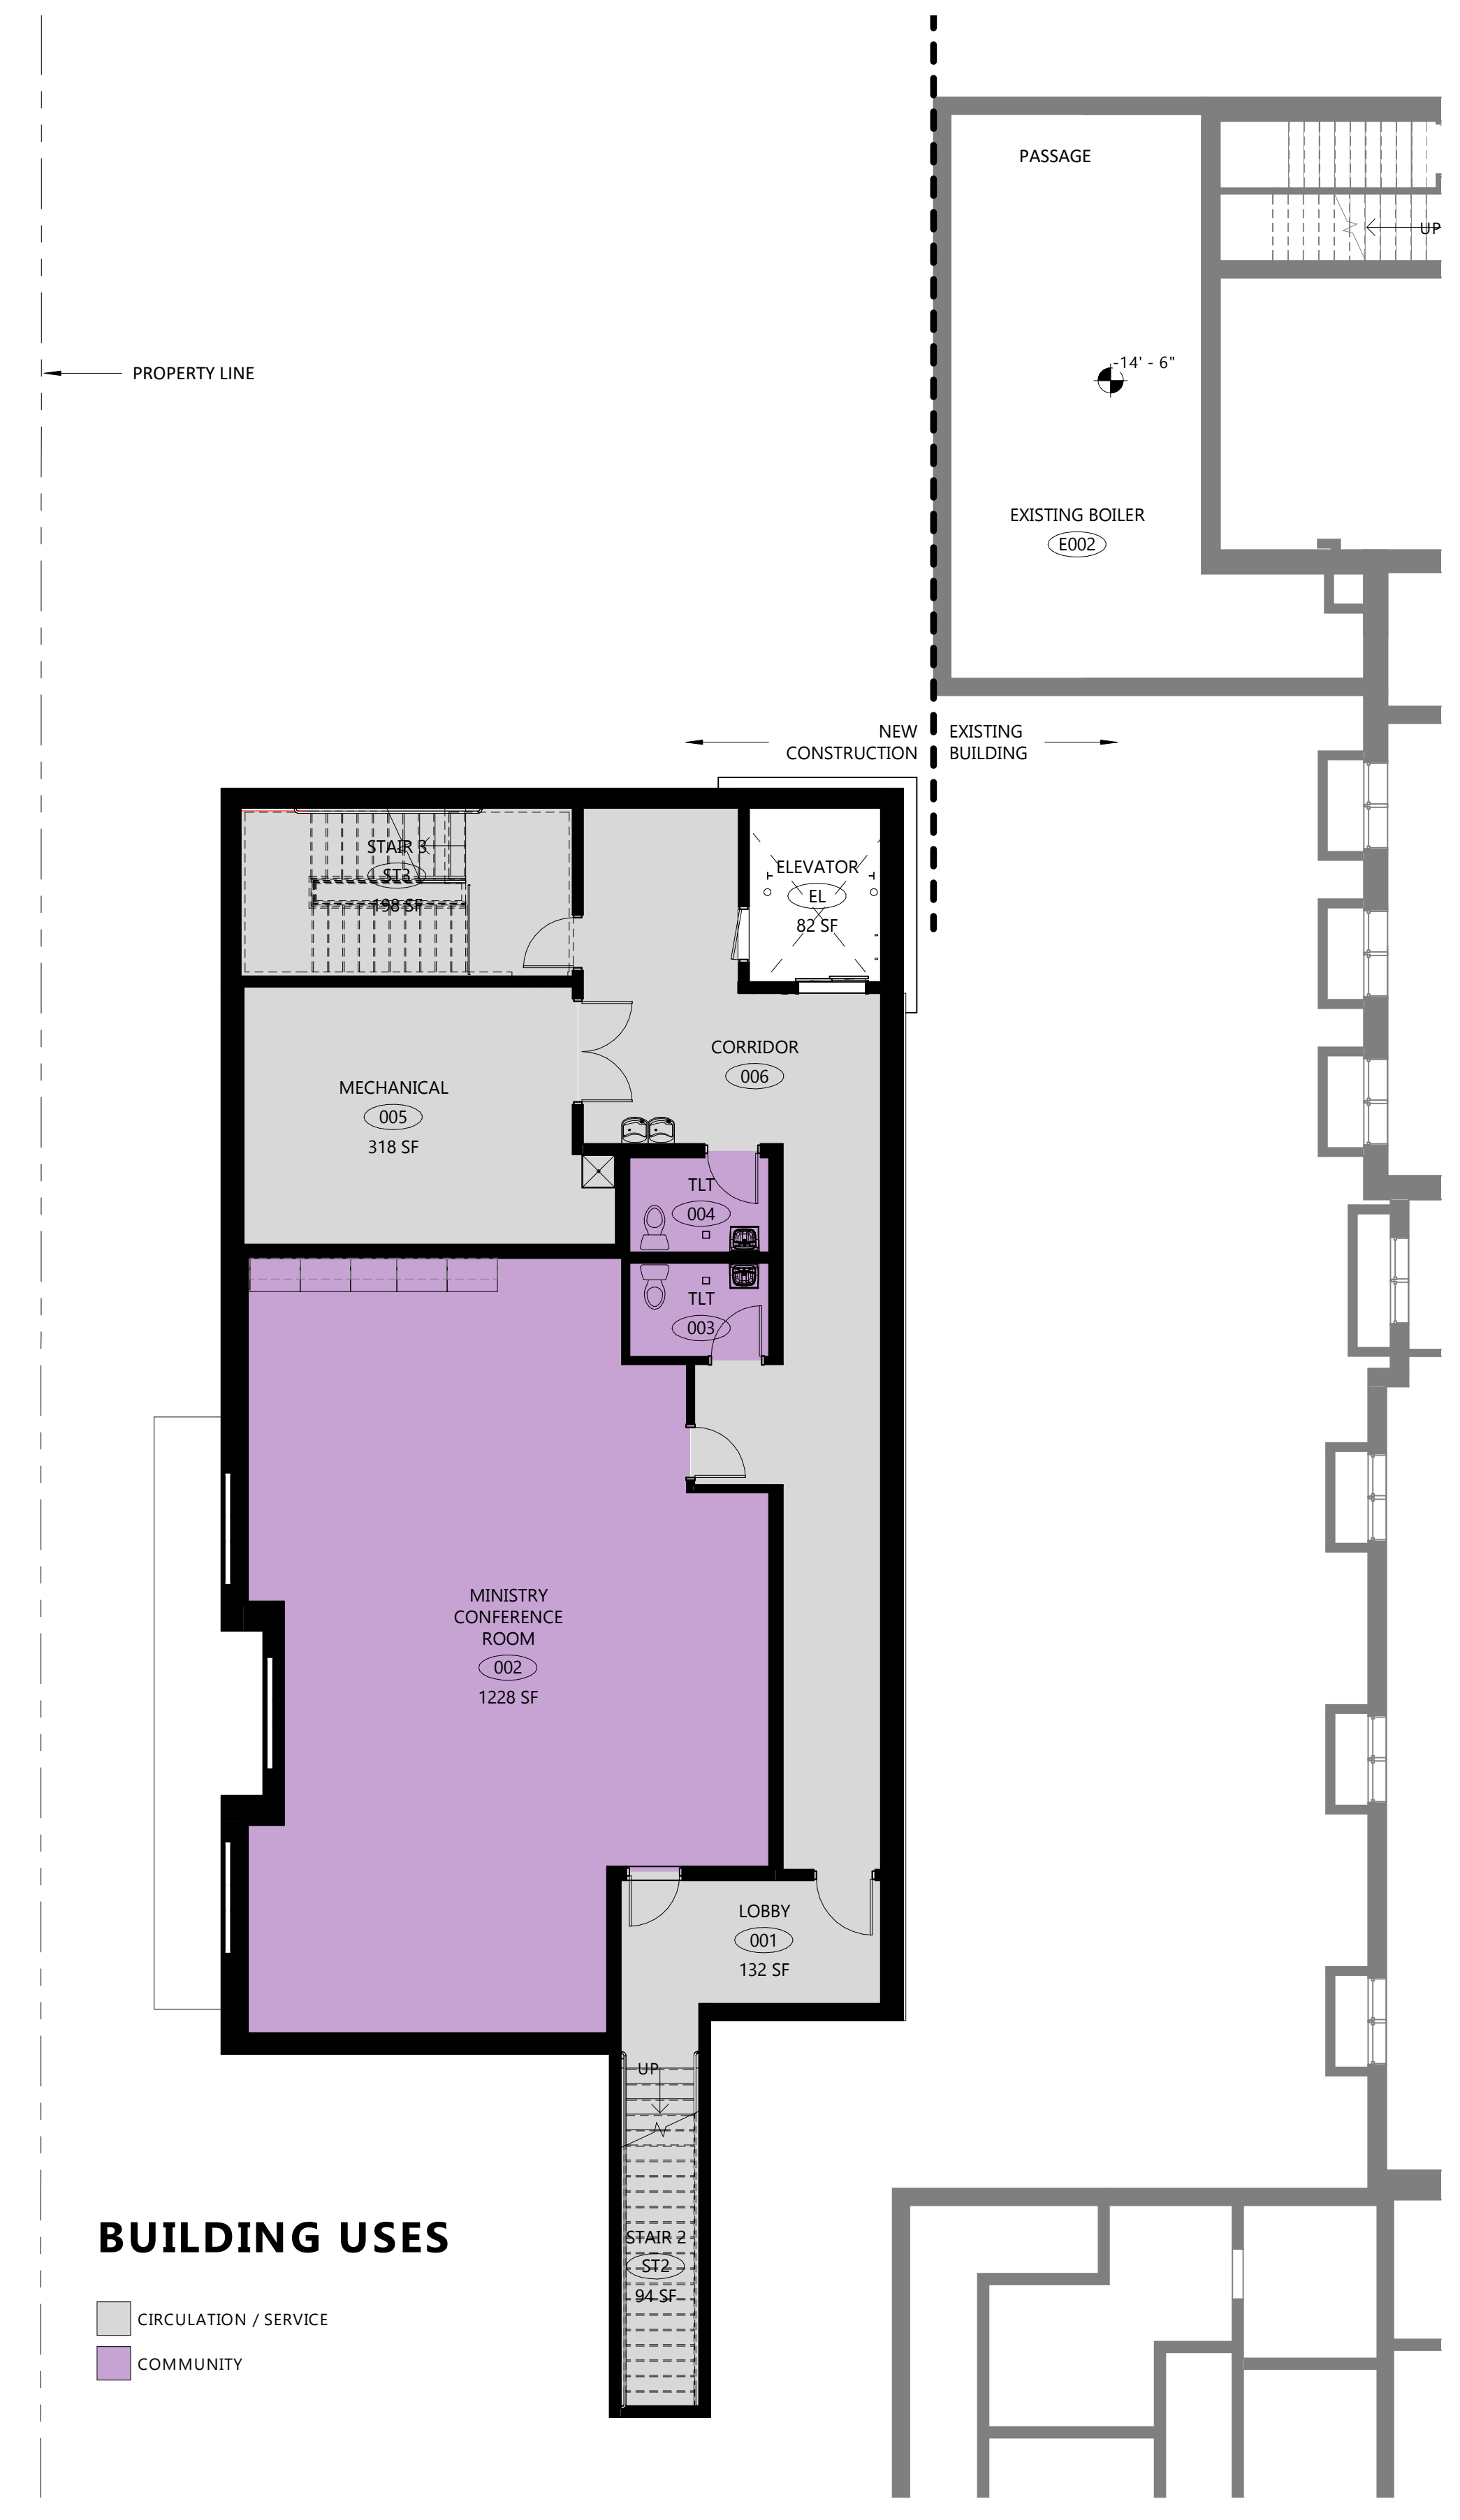 PASSAGE
UP
-14' - 6"
PROPERTY LINE
EXISTING BOILER
E002
NEW
CONSTRUCTION
EXISTING
BUILDING
STAIR 3
ST3
198 SF
ELEVATOR
EL
82 SF
CORRIDOR
006
MECHANICAL
005
318 SF
TLT
004
TLT
003
MINISTRY
CONFERENCE
ROOM
002
1228 SF
LOBBY
001
132 SF
UP
STAIR 2
ST2
94 SF
BUILDING USES
CIRCULATION / SERVICE
COMMUNITY